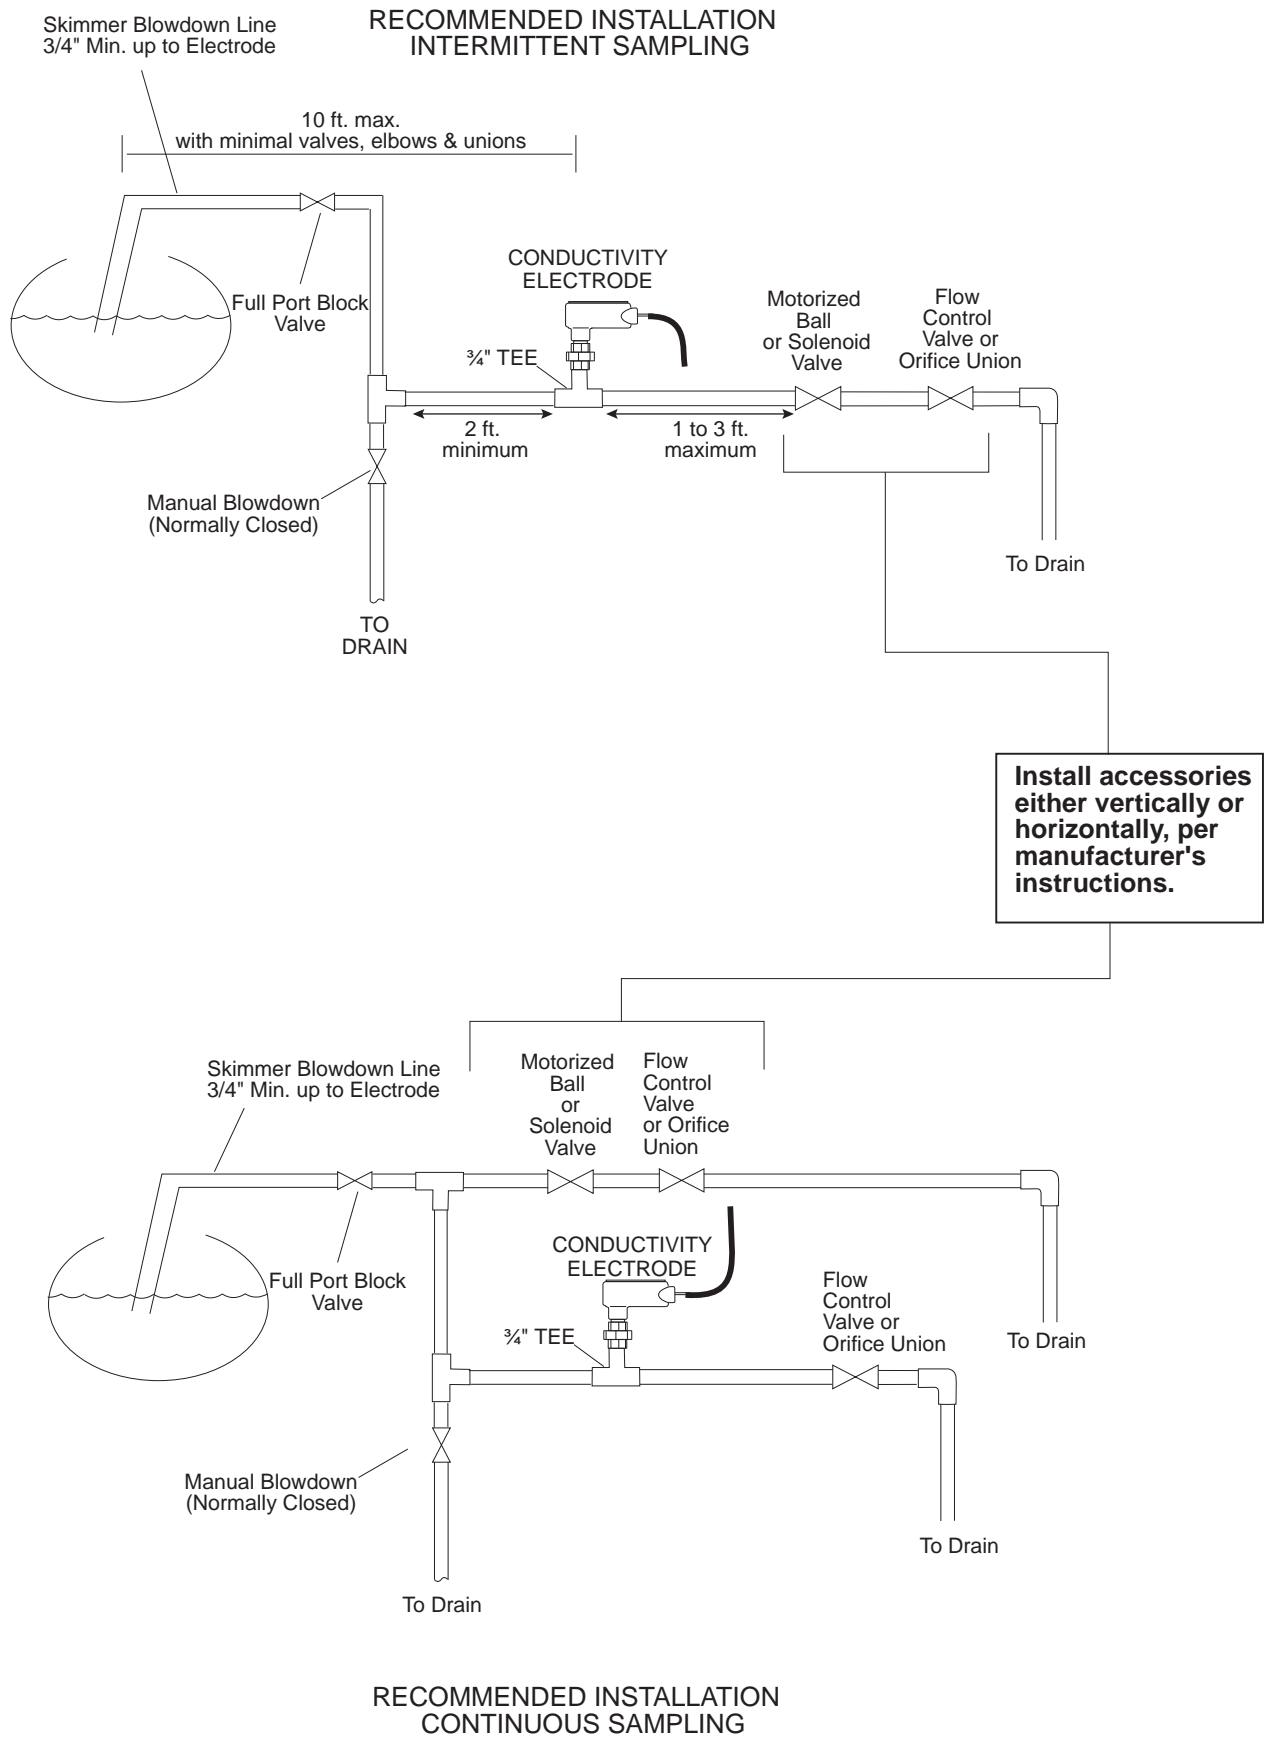 RECOMMENDED INSTALLATION
INTERMITTENT SAMPLING
Skimmer Blowdown Line
3/4" Min. up to Electrode
10 ft. max.
with minimal valves, elbows & unions
CONDUCTIVITY
ELECTRODE
Full Port Block
Valve
Motorized
Ball
or Solenoid
Valve
Flow
Control
Valve or
Orifice Union
¾" TEE
2 ft.
minimum
1 to 3 ft.
maximum
Manual Blowdown
(Normally Closed)
To Drain
TO
DRAIN
Install accessories
either vertically or
horizontally, per
manufacturer's
instructions.
Skimmer Blowdown Line
3/4" Min. up to Electrode
Motorized
Ball
or
Solenoid
Valve
Flow
Control
Valve
or Orifice
Union
CONDUCTIVITY
ELECTRODE
Full Port Block
Valve
Flow
Control
Valve or
Orifice Union
¾" TEE
To Drain
Manual Blowdown
(Normally Closed)
To Drain
To Drain
RECOMMENDED INSTALLATION
CONTINUOUS SAMPLING